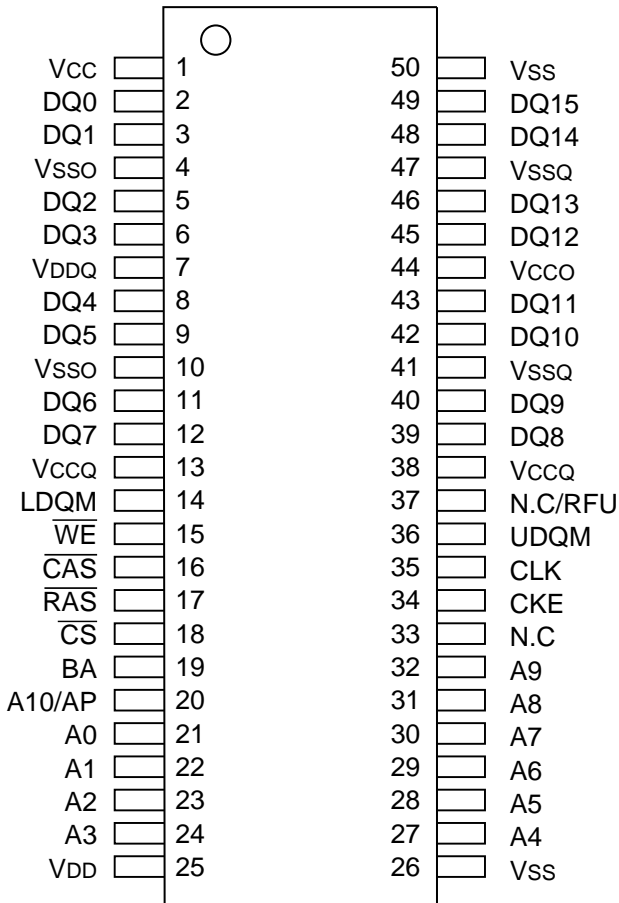 VCC 1 50 VSS
DQ0 2 49 DQ15
DQ1 3 48 DQ14
VSSO 4 47 VSSQ
DQ2 5 46 DQ13
DQ3 6 45 DQ12
VDDQ 7 44 VCCO
DQ4 8 43 DQ11
DQ5 9 42 DQ10
VSSO 10 41 VSSQ
DQ6 11 40 DQ9
DQ7 12 39 DQ8
VCCQ 13 38 VCCQ
LDQM 14 37 N.C/RFU
W̅E̅ 15 36 UDQM
C̅A̅S̅ 16 35 CLK
R̅A̅S̅ 17 34 CKE
C̅S̅ 18 33 N.C
BA 19 32 A9
A10/AP 20 31 A8
A0 21 30 A7
A1 22 29 A6
A2 23 28 A5
A3 24 27 A4
VDD 25 26 VSS